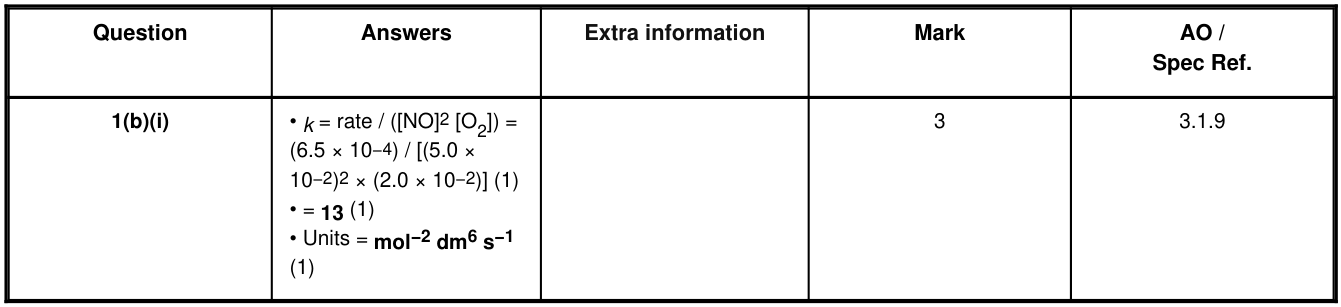 Question Answers Extra information Mark AO /
Spec Ref.
1(b)(i) • k = rate / ([NO]² [O₂]) = 3 3.1.9
(6.5 × 10⁻⁴) / [(5.0 ×
10⁻²)² × (2.0 × 10⁻²)] (1)
• = 13 (1)
• Units = mol⁻² dm⁶ s⁻¹
(1)